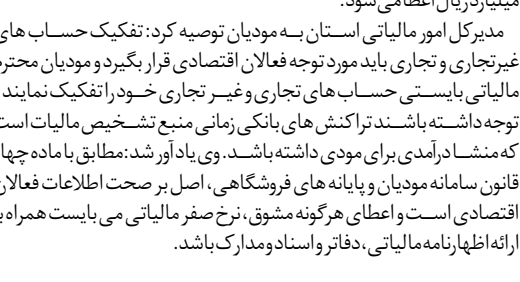 میلیارد ریال اعطا می شود.
مدیرکل امور مالیاتی استان به مودیان توصیه کرد: تفکیک حساب های
غیرتجاری و تجاری باید مورد توجه فعالان اقتصادی قرار بگیرد و مودیان محترم
مالیاتی بایستی حساب های تجاری و غیر تجاری خود را تفکیک نمایند
توجه داشته باشند تراکنش های بانکی زمانی منبع تشخیص مالیات است
که منشا درآمدی برای مودی داشته باشد. وی یادآور شد: مطابق با ماده چها
قانون سامانه مودیان و پایانه های فروشگاهی، اصل بر صحت اطلاعات فعالان
اقتصادی است و اعطای هرگونه مشوق، نرخ صفر مالیاتی می بایست همراه با
ارائه اظهارنامه مالیاتی، دفاتر و اسناد و مدارک باشد.